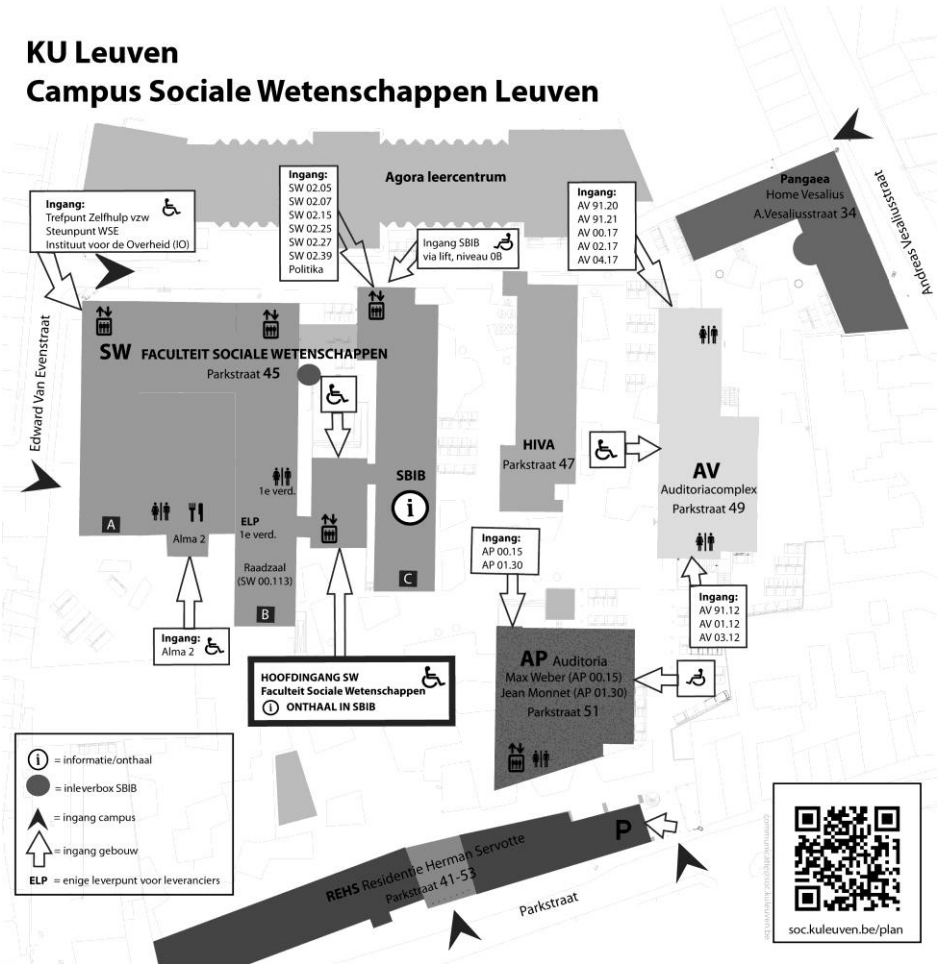 KU Leuven
Campus Sociale Wetenschappen Leuven
Agora leercentrum
Ingang:
Trefpunt Zelfhulp vzw
Steunpunt WSE
Instituut voor de Overheid (IO)
Ingang:
SW 02.05
SW 02.07
SW 02.15
SW 02.25
SW 02.27
SW 02.39
Politika
Ingang SBIB
via lift, niveau 0B
Ingang:
AV 91.20
AV 91.21
AV 00.17
AV 02.17
AV 04.17
Pangaea
Home Vesalius
A.Vesaliusstraat 34
Andreas Vesaliusstraat
Edward Van Evenstraat
SW FACULTEIT SOCIALE WETENSCHAPPEN
Parkstraat 45
HIVA
Parkstraat 47
AV
Auditoriacomplex
Parkstraat 49
SBIB
i
1e verd.
ELP
1e verd.
Raadzaal
(SW 00.113)
A
B
C
Alma 2
Ingang:
Alma 2
Ingang:
AP 00.15
AP 01.30
Ingang:
AV 91.12
AV 01.12
AV 03.12
HOOFDINGANG SW
Faculteit Sociale Wetenschappen
i ONTHAAL IN SBIB
AP Auditoria
Max Weber (AP 00.15)
Jean Monnet (AP 01.30)
Parkstraat 51
i = informatie/onthaal
= inleverbox SBIB
= ingang campus
= ingang gebouw
ELP = enige leverpunt voor leveranciers
P
REHS Residentie Herman Servotte
Parkstraat 41-53
Parkstraat
communicatie@soc.kuleuven.be
soc.kuleuven.be/plan